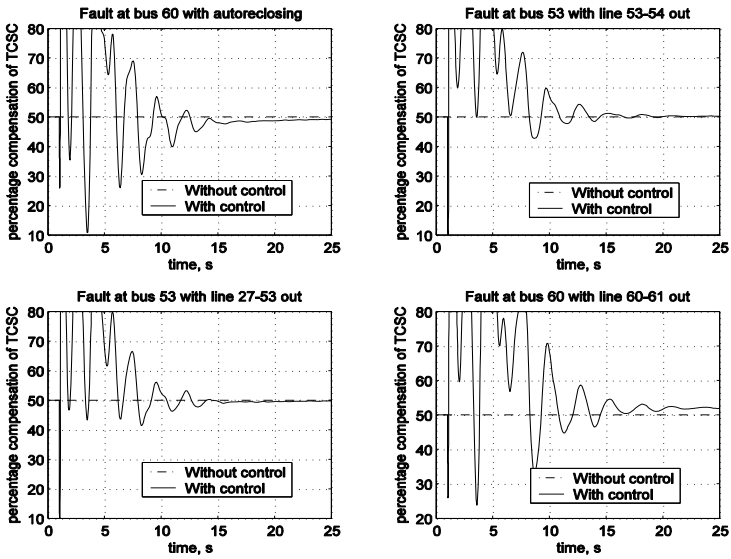 Fault at bus 60 with autoreclosing
percentage compensation of TCSC
80
70
60
50
40
30
20
10
Without control
With control
0 5 10 15 20 25
time, s
Fault at bus 53 with line 53-54 out
percentage compensation of TCSC
80
70
60
50
40
30
20
10
Without control
With control
0 5 10 15 20 25
time, s
Fault at bus 53 with line 27-53 out
percentage compensation of TCSC
80
70
60
50
40
30
20
10
Without control
With control
0 5 10 15 20 25
time, s
Fault at bus 60 with line 60-61 out
percentage compensation of TCSC
80
70
60
50
40
30
20
Without control
With control
0 5 10 15 20 25
time, s